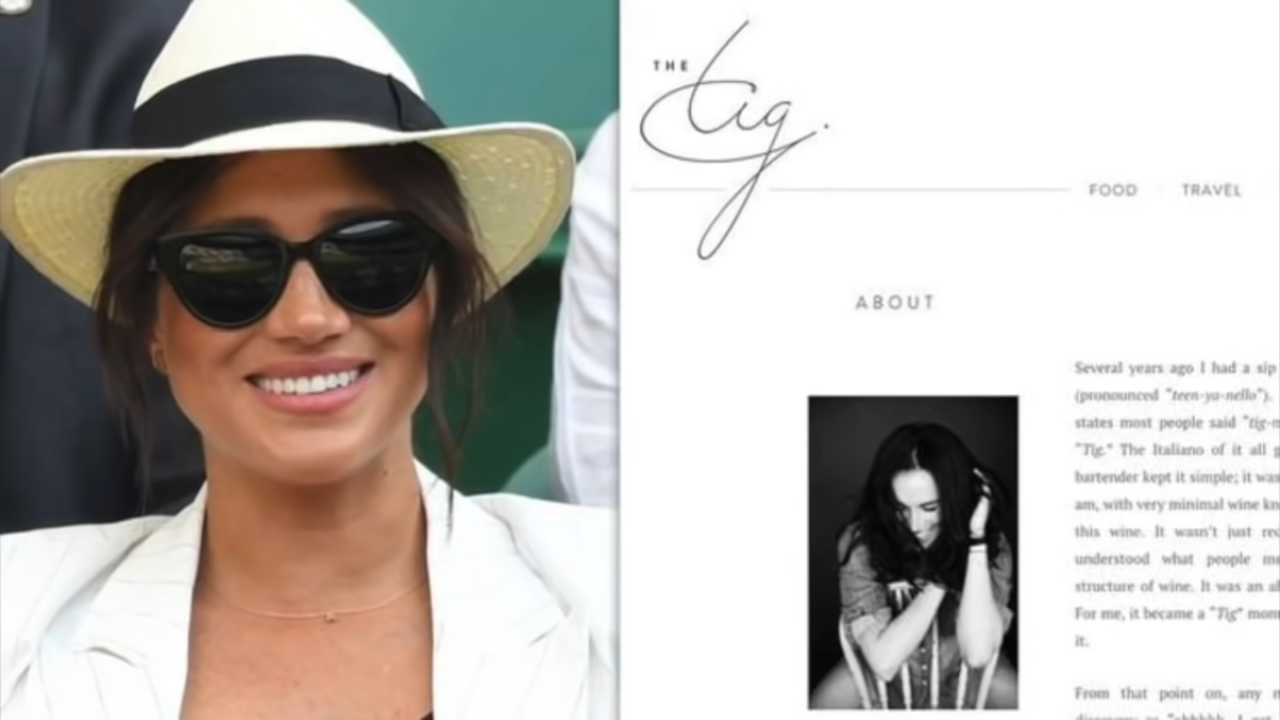 THE
tig.
FOOD
TRAVEL
ABOUT
Several years ago I had a sip
(pronounced "teen-ya-nello").
states most people said "tig-n
"Tig." The Italiano of it all g
bartender kept it simple; it was
am, with very minimal wine kn
this wine. It wasn't just red
understood what people me
structure of wine. It was an a
For me, it became a "Tig" mom
it.
From that point on, any n